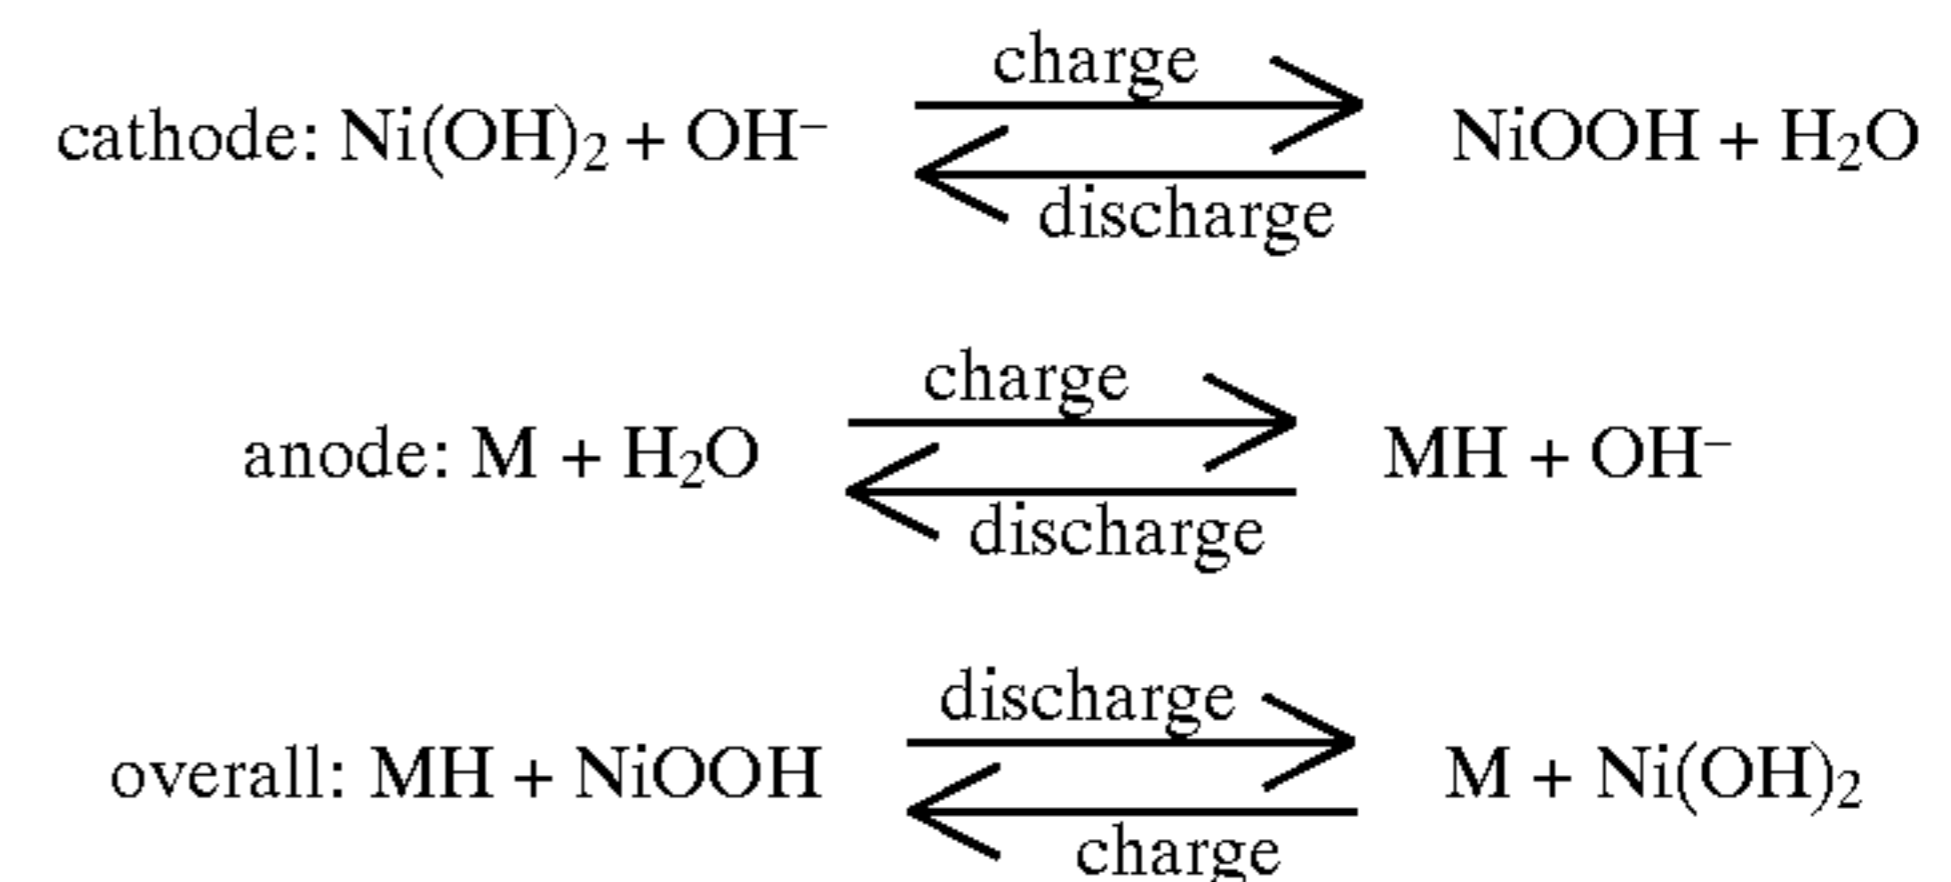 charge
cathode: Ni(OH)₂ + OH⁻ NiOOH + H₂O
discharge
charge
anode: M + H₂O MH + OH⁻
discharge
discharge
overall: MH + NiOOH M + Ni(OH)₂
charge